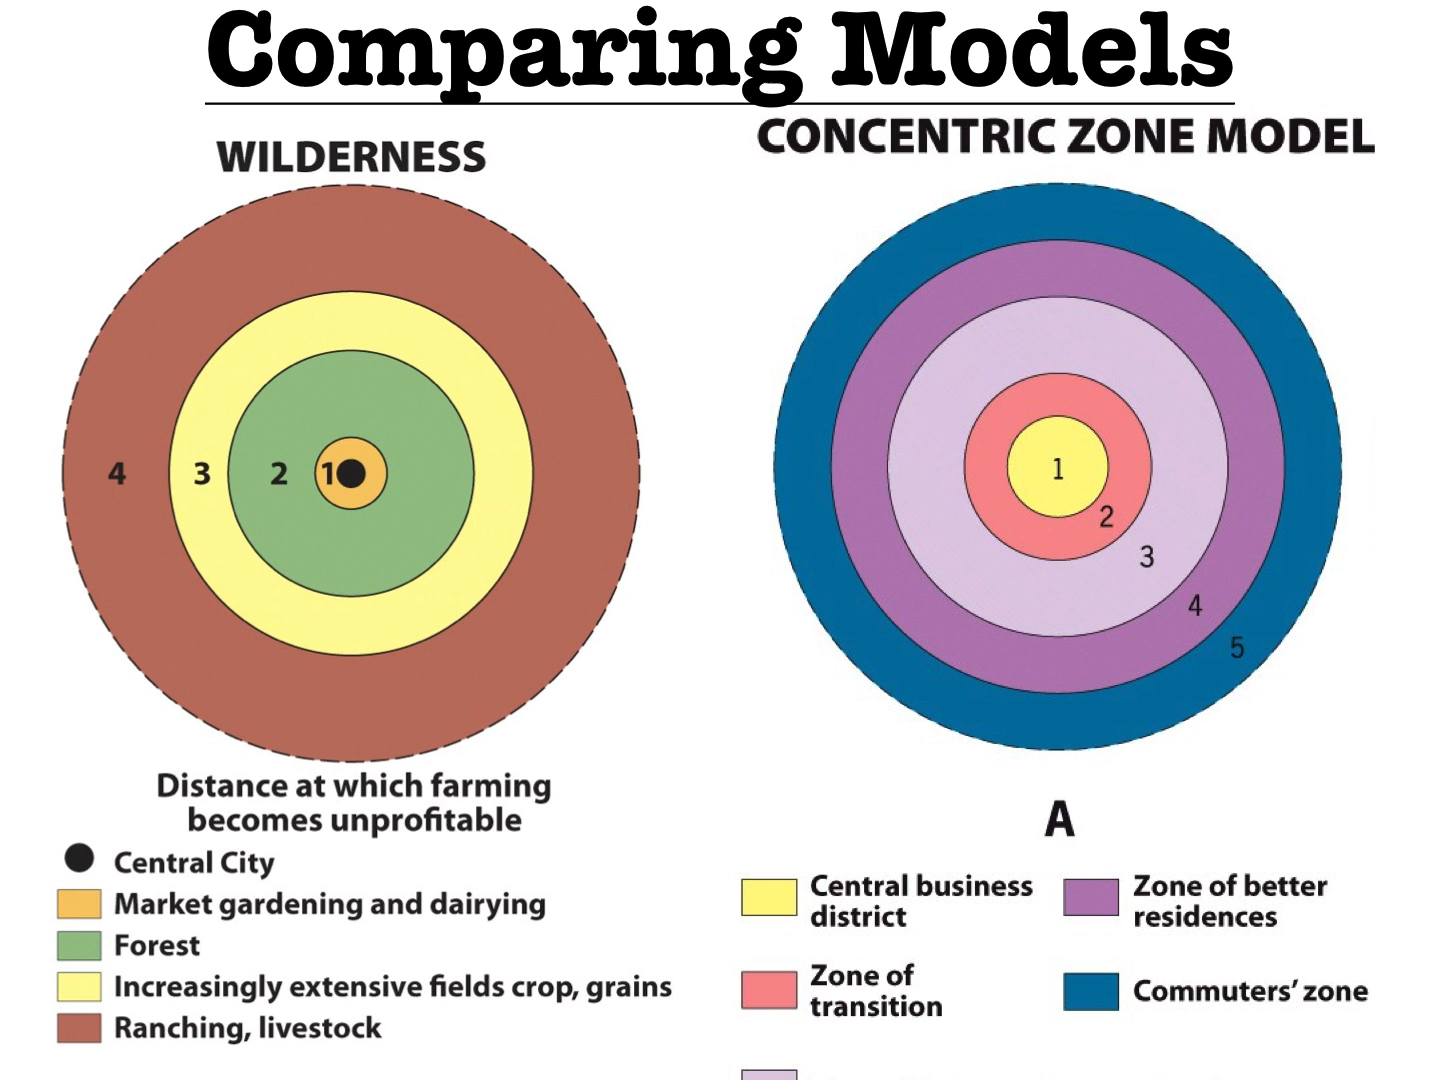 Comparing Models
WILDERNESS
4 3 2 1
Distance at which farming
becomes unprofitable
Central City
Market gardening and dairying
Forest
Increasingly extensive fields crop, grains
Ranching, livestock
CONCENTRIC ZONE MODEL
1
2
3
4
5
A
Central business
district
Zone of
transition
Zone of better
residences
Commuters’ zone